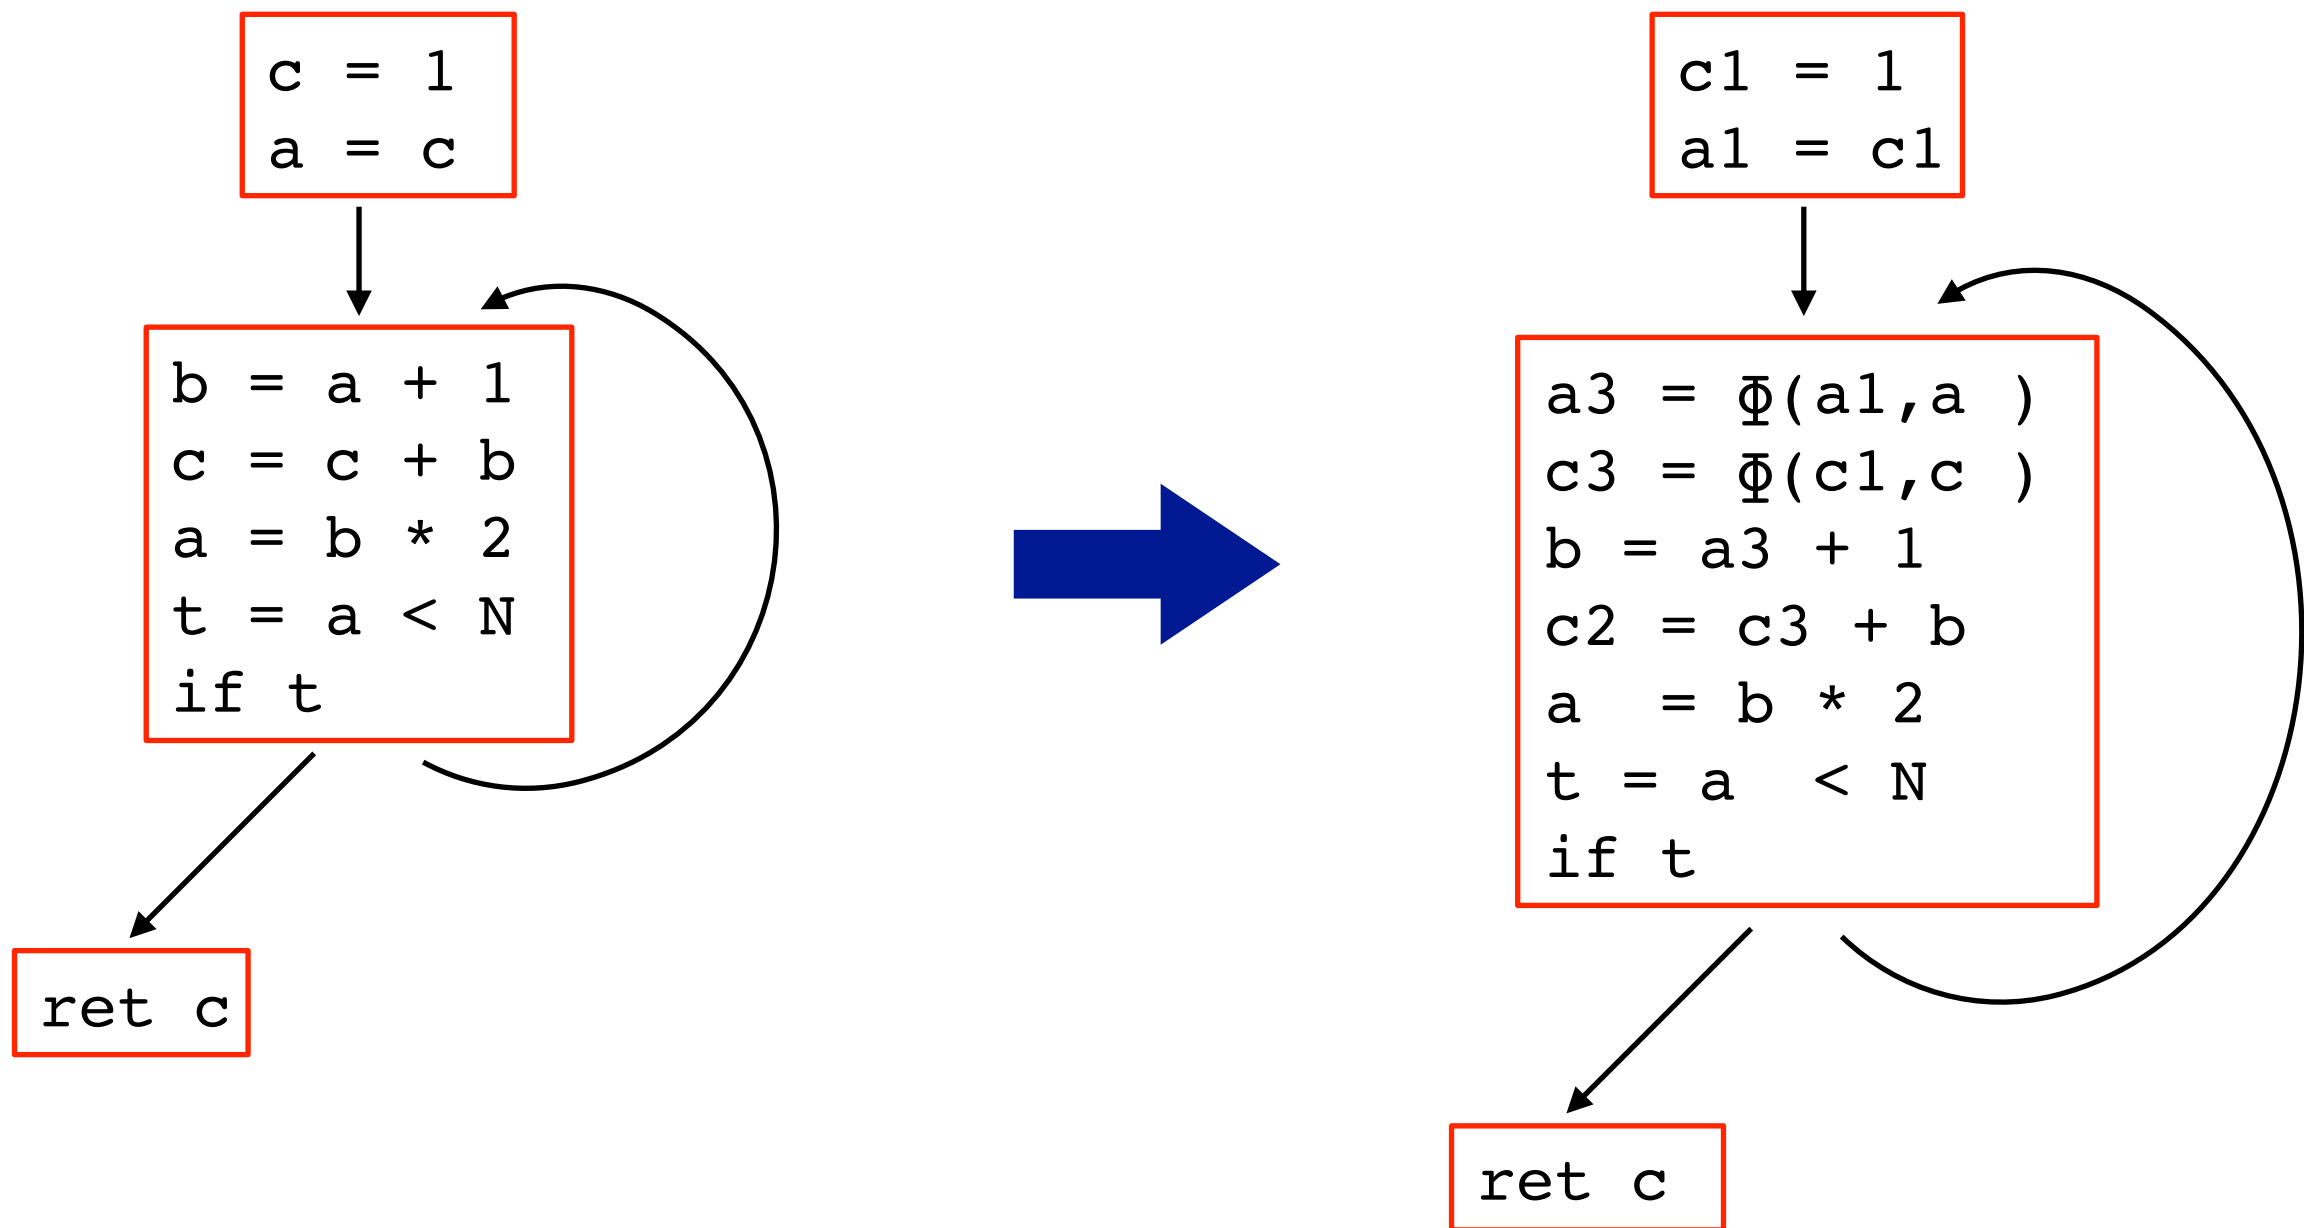 c = 1
a = c
b = a + 1
c = c + b
a = b * 2
t = a < N
if t
ret c
c1 = 1
a1 = c1
a3 = Φ(a1,a )
c3 = Φ(c1,c )
b = a3 + 1
c2 = c3 + b
a  = b * 2
t = a  < N
if t
ret c